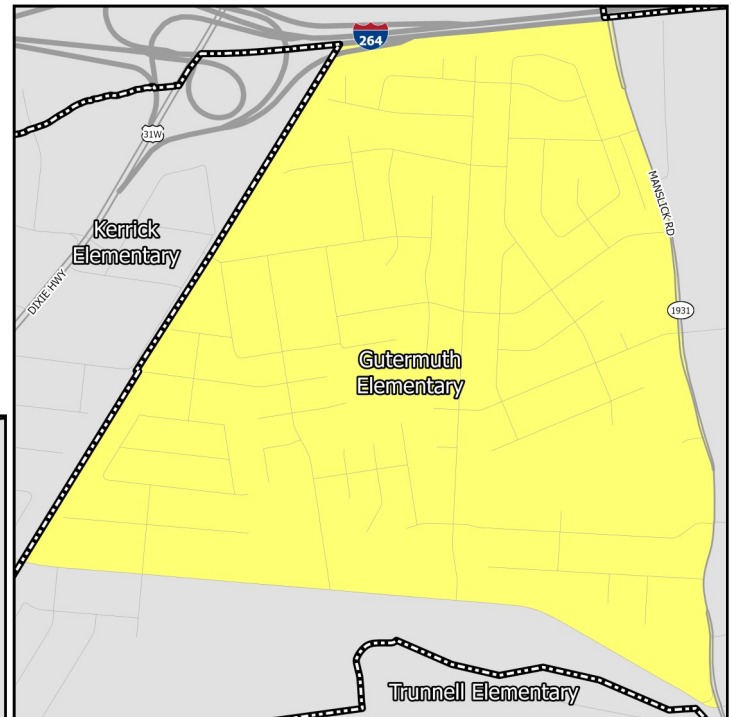 264
31W
MANSLICK RD
Kerrick
Elementary
DIXIE HWY
1931
Gutermuth
Elementary
Trunnell Elementary